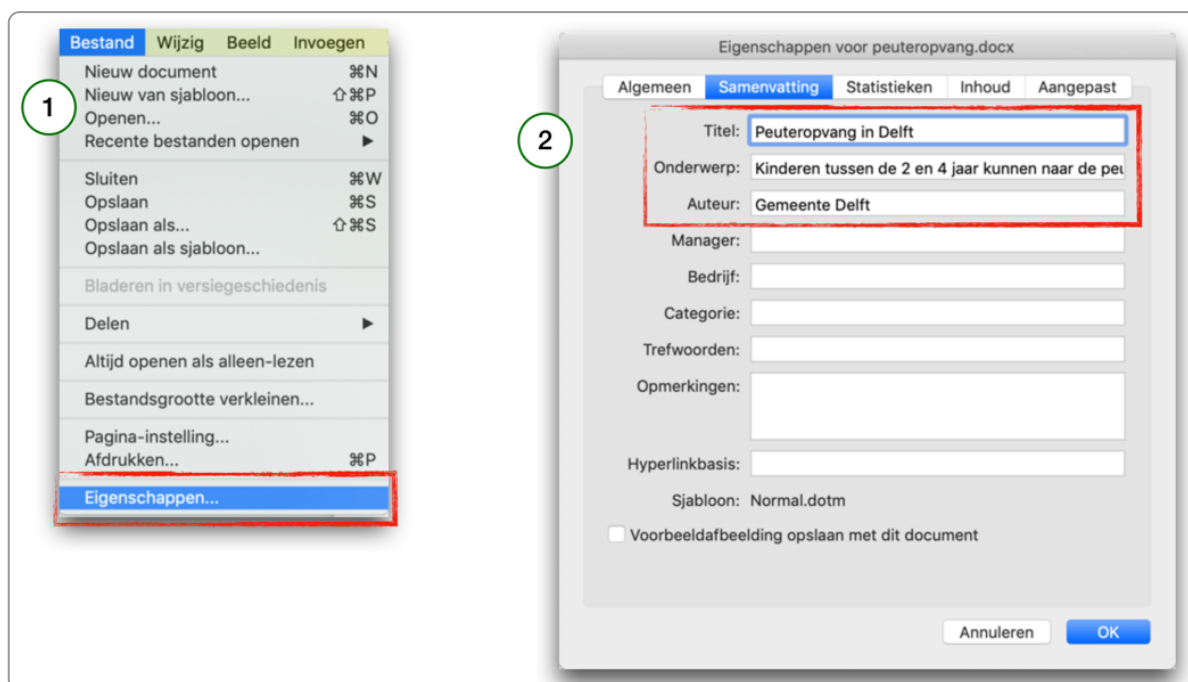 Bestand Wijzig Beeld Invoegen
1
Nieuw document ⌘N
Nieuw van sjabloon... ⇧⌘P
Openen... ⌘O
Recente bestanden openen ▶
Sluiten ⌘W
Opslaan ⌘S
Opslaan als... ⇧⌘S
Opslaan als sjabloon...
Bladeren in versiegeschiedenis
Delen ▶
Altijd openen als alleen-lezen
Bestandsgrootte verkleinen...
Pagina-instelling...
Afdrukken... ⌘P
Eigenschappen...
2
Eigenschappen voor peuteropvang.docx
Algemeen Samenvatting Statistieken Inhoud Aangepast
Titel: Peuteropvang in Delft
Onderwerp: Kinderen tussen de 2 en 4 jaar kunnen naar de peu
Auteur: Gemeente Delft
Manager:
Bedrijf:
Categorie:
Trefwoorden:
Opmerkingen:
Hyperlinkbasis:
Sjabloon: Normal.dotm
Voorbeeldafbeelding opslaan met dit document
Annuleren OK